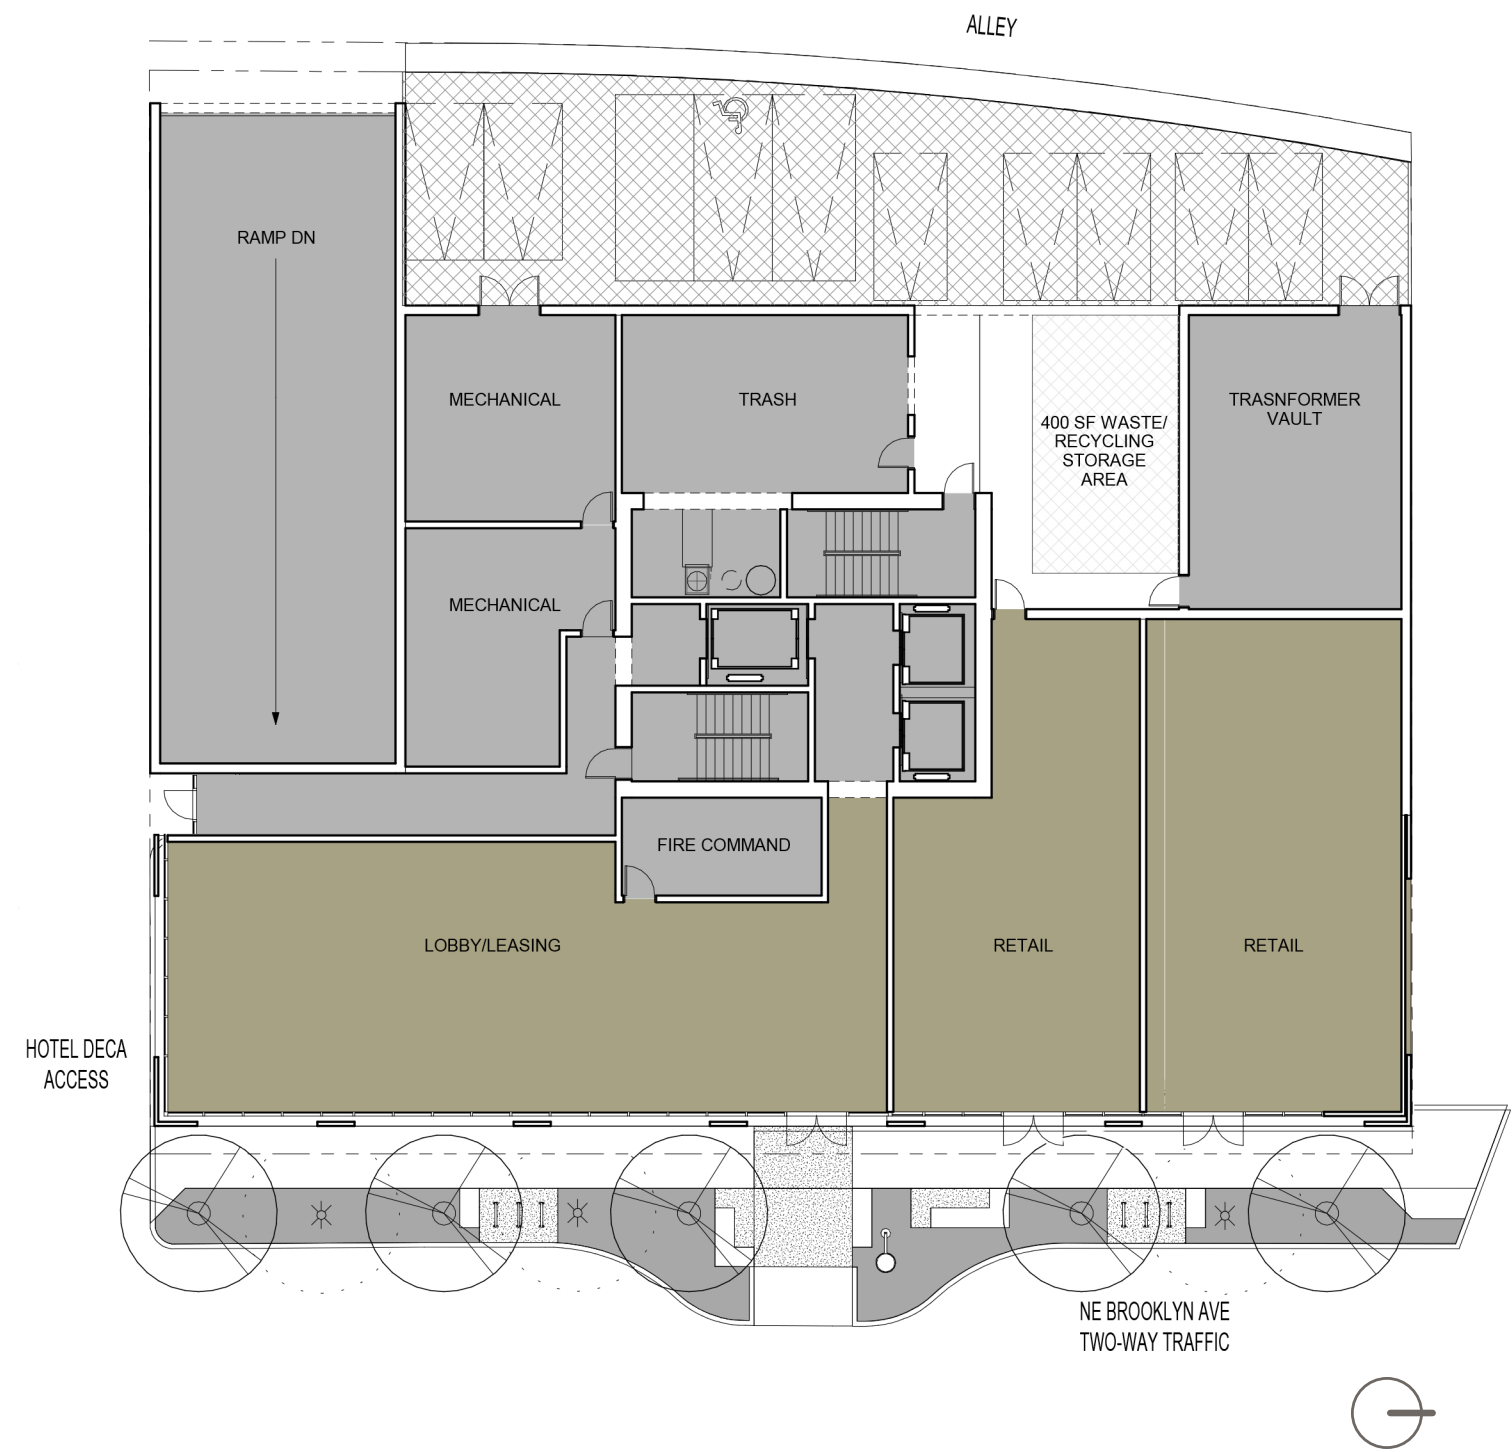 ALLEY
RAMP DN
MECHANICAL
TRASH
TRASNFORMER
VAULT
400 SF WASTE/
RECYCLING
STORAGE
AREA
MECHANICAL
FIRE COMMAND
LOBBY/LEASING
RETAIL
RETAIL
HOTEL DECA
ACCESS
NE BROOKLYN AVE
TWO-WAY TRAFFIC